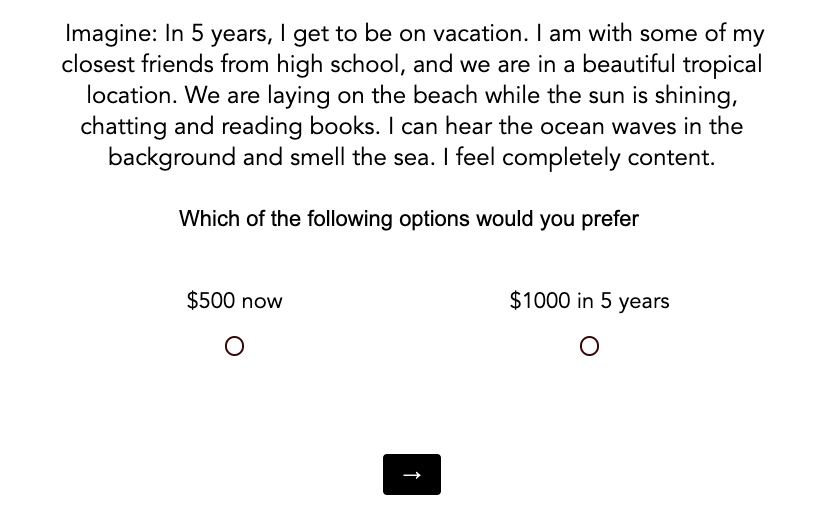 Imagine: In 5 years, I get to be on vacation. I am with some of my
closest friends from high school, and we are in a beautiful tropical
location. We are laying on the beach while the sun is shining,
chatting and reading books. I can hear the ocean waves in the
background and smell the sea. I feel completely content.
Which of the following options would you prefer
$500 now
$1000 in 5 years
→